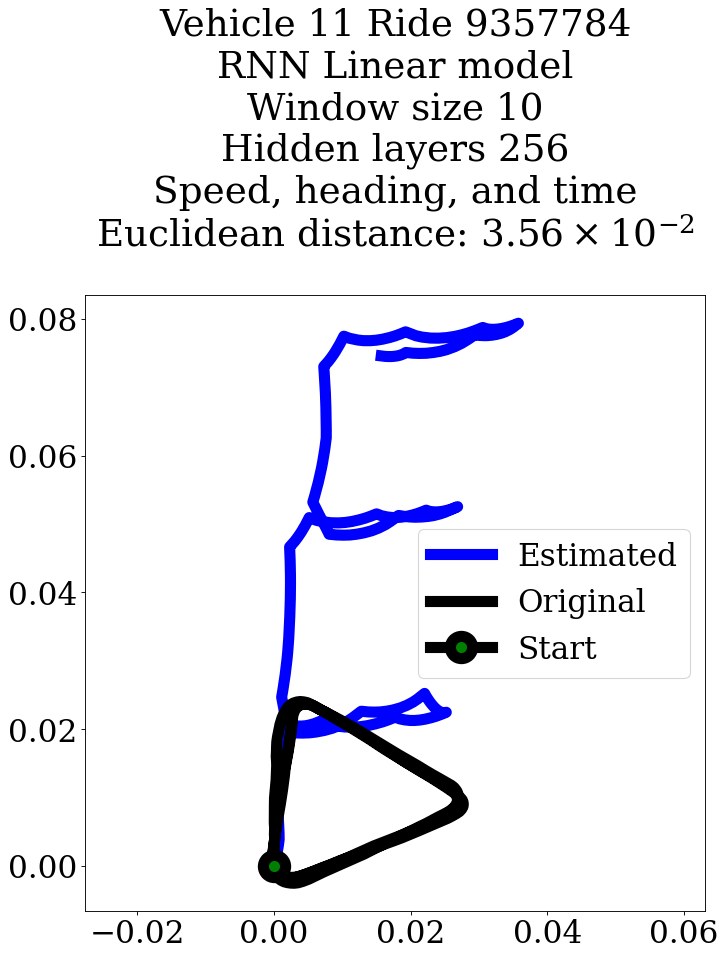 Vehicle 11 Ride 9357784
RNN Linear model
Window size 10
Hidden layers 256
Speed, heading, and time
Euclidean distance: 3.56 × 10⁻²
0.08
0.06
0.04
0.02
0.00
Estimated
Original
Start
−0.02 0.00 0.02 0.04 0.06